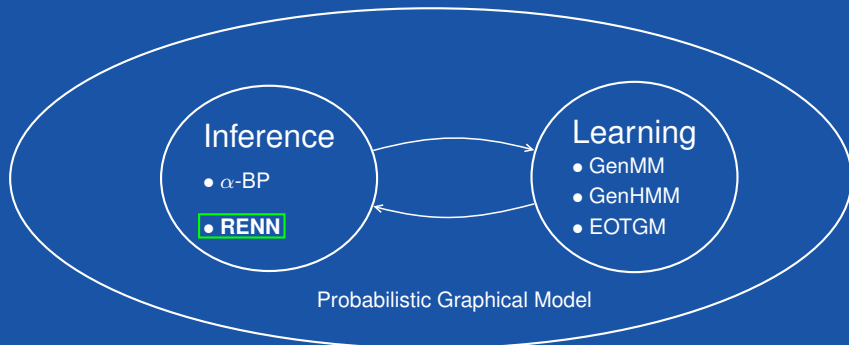 Inference
• α-BP
• RENN
Learning
• GenMM
• GenHMM
• EOTGM
Probabilistic Graphical Model